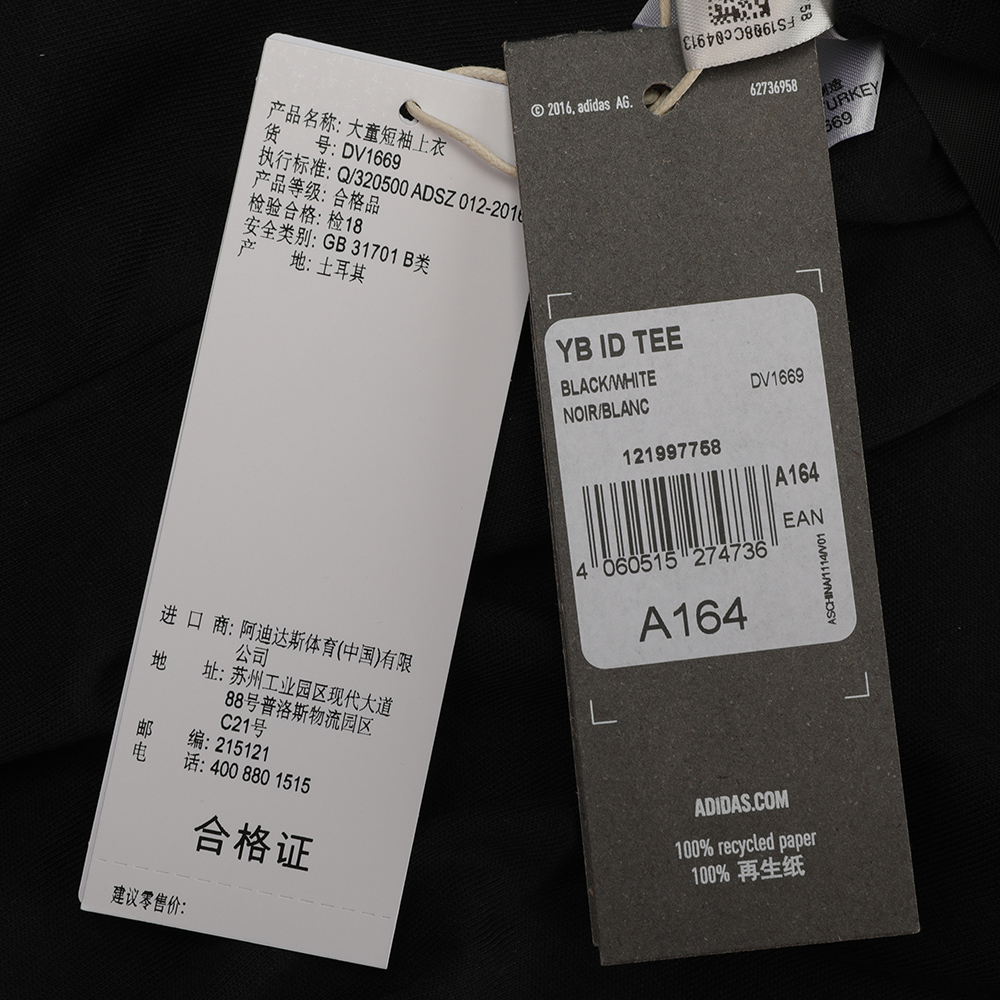 产品名称: 大童短袖上衣
货 号: DV1669
执行标准: Q/320500 ADSZ 012-2016
产品等级: 合格品
检验合格: 检18
安全类别: GB 31701 B类
产 地: 土耳其
进 口 商: 阿迪达斯体育(中国)有限
公司
地 址: 苏州工业园区现代大道
88号普洛斯物流园区
C21号
邮 编: 215121
电 话: 400 880 1515
合格证
建议零售价:
58
FS1908Cc04913
TURKEY
669
© 2016, adidas AG.
62736958
YB ID TEE
BLACK/WHITE
DV1669
NOIR/BLANC
121997758
A164
EAN
4 060515 274736
ASCHINA/1114/V01
A164
ADIDAS.COM
100% recycled paper
100% 再生纸